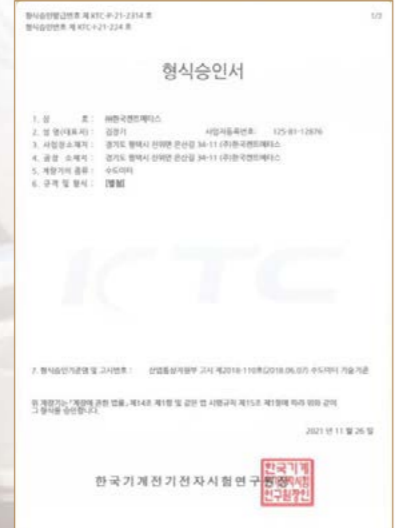 형식승인발급번호 제 KTC-P-21-2314 호
1/2
형식승인번호 제 KTC-I-21-224 호
형식승인서
1. 상 호 : ㈜한국켄트메타스
2. 성 명(대표자) : 김경기 사업자등록번호: 125-81-12876
3. 사업장소재지 : 경기도 평택시 진위면 은산길 34-11 (주)한국켄트메타스
4. 공장 소재지 : 경기도 평택시 진위면 은산길 34-11 (주)한국켄트메타스
5. 계량기의 종류 : 수도미터
6. 규격 및 형식 : [별첨]
KTC
7. 형식승인기준명 및 고시번호 : 산업통상자원부 고시 제2018-110호(2018.06.07) 수도미터 기술기준
위 계량기는 「계량에 관한 법률」 제14조 제1항 및 같은 법 시행규칙 제15조 제1항에 따라 위와 같이
그 형식을 승인합니다.
2021 년 11 월 26 일
한국기계전기전자시험연구원장